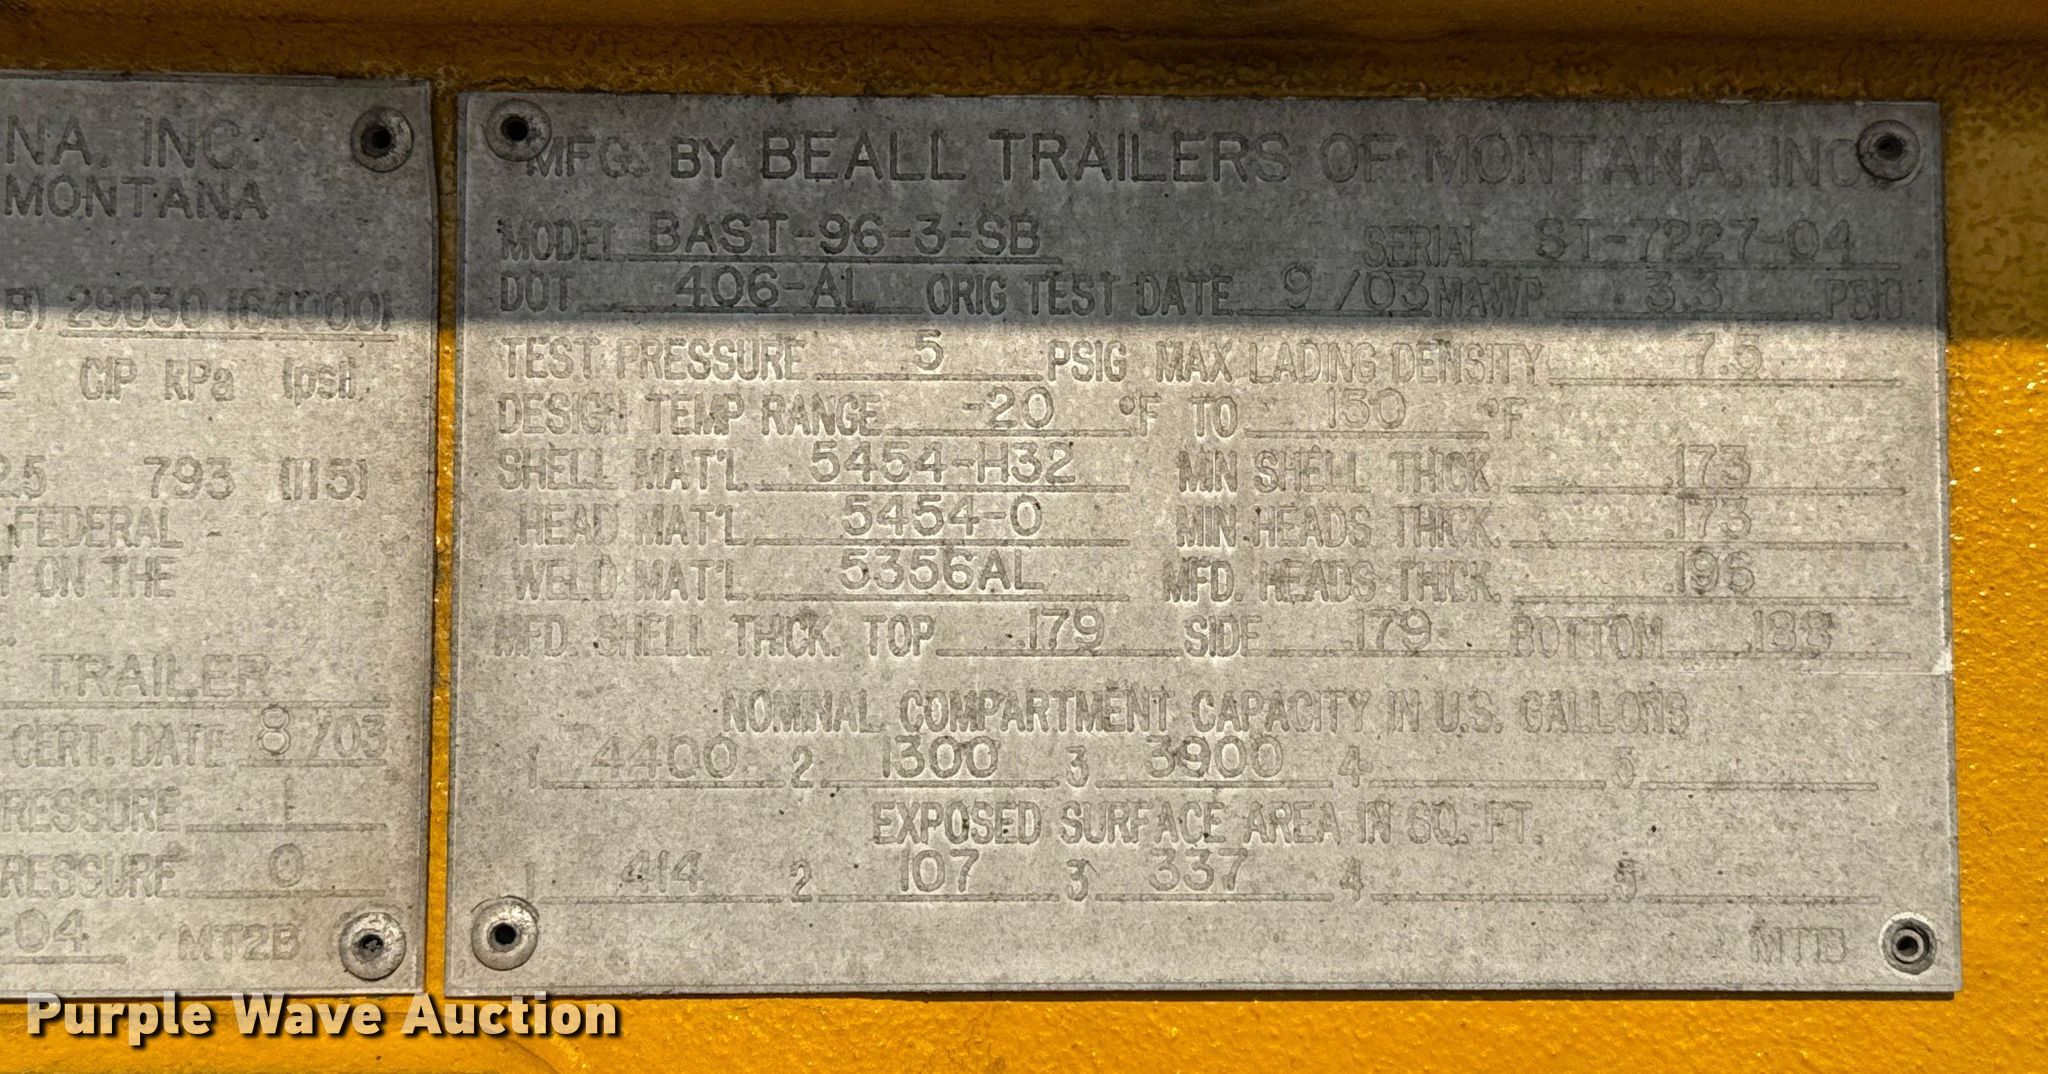 NA, INC.
MONTANA
B) 29030 (64000)
E CIP kPa (psi)
2.5 793 (115)
FEDERAL
T ON THE
TRAILER
CERT. DATE 8/03
RESSURE 1
RESSURE 0
-04 MT2B
MFG. BY BEALL TRAILERS OF MONTANA, INC.
MODEL BAST-96-3-SB SERIAL ST-7227-04
DOT 406-AL ORIG TEST DATE 9/03 MAWP 3.3 PSIG
TEST PRESSURE 5 PSIG MAX LADING DENSITY 7.5
DESIGN TEMP RANGE -20 °F TO 150 °F
SHELL MAT'L 5454-H32 MIN SHELL THICK. .173
HEAD MAT'L 5454-0 MIN HEADS THICK. .173
WELD MAT'L 5356AL MFD. HEADS THICK. .196
MFD. SHELL THICK. TOP .179 SIDE .179 BOTTOM .188
NOMINAL COMPARTMENT CAPACITY IN U.S. GALLONS
1 4400 2 1300 3 3900 4 5
EXPOSED SURFACE AREA IN SQ. FT.
1 414 2 107 3 337 4 5
MT1B
Purple Wave Auction